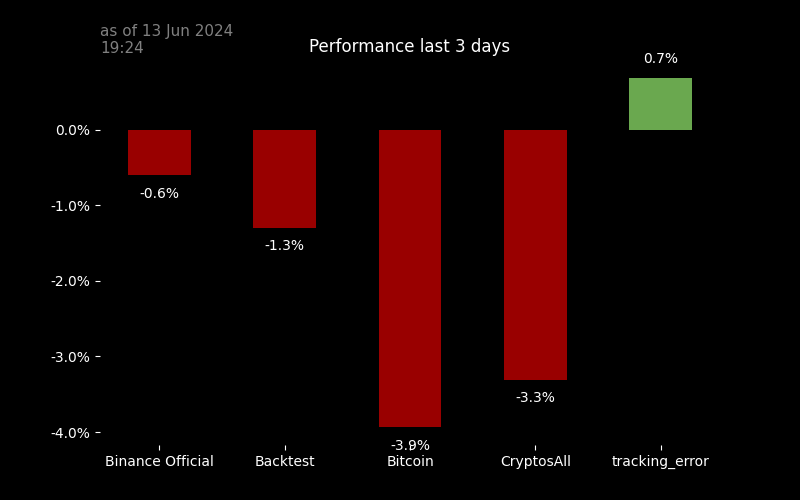 as of 13 Jun 2024
19:24
Performance last 3 days
0.7%
0.0%
-0.6%
-1.0%
-1.3%
-2.0%
-3.0%
-3.3%
-4.0%
-3.9%
Binance Official
Backtest
Bitcoin
CryptosAll
tracking_error